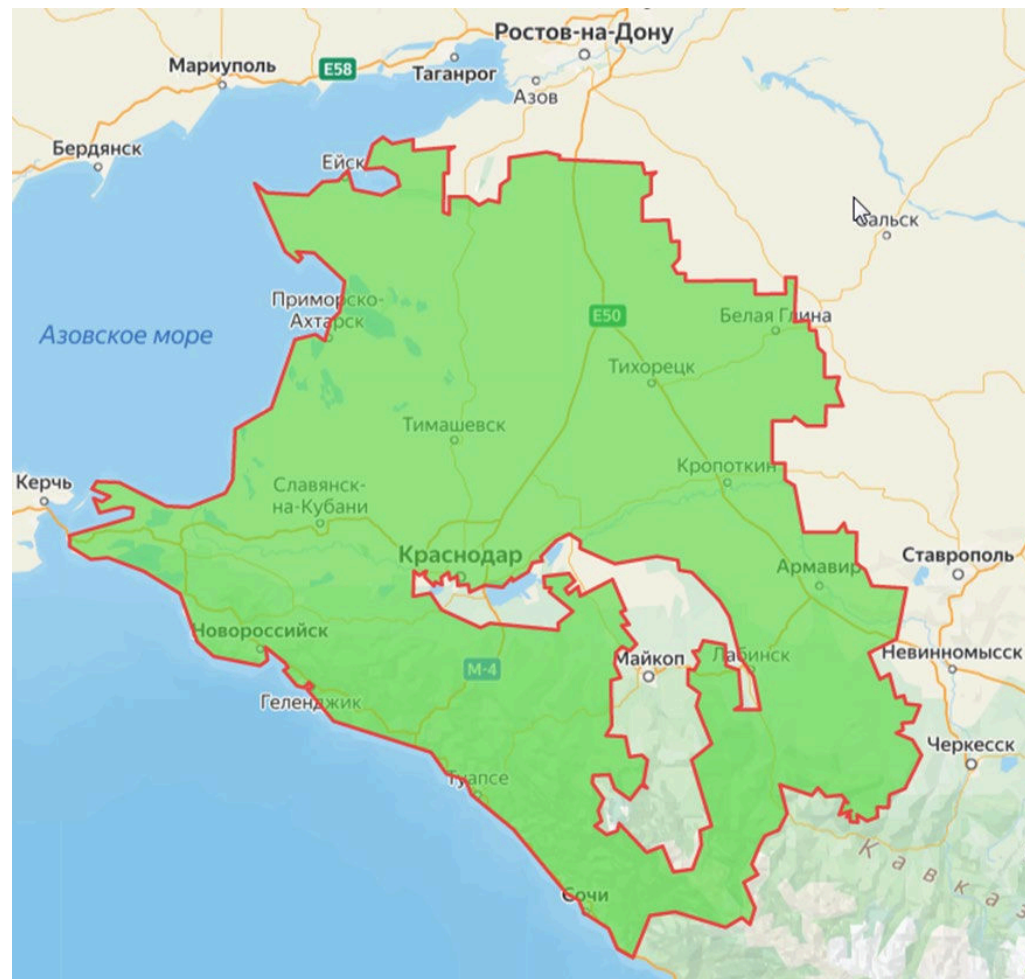 Ростов-на-Дону
Мариуполь
E58
Таганрог
Азов
Бердянск
Ейск
Сальск
Приморско-
Ахтарск
E50
Белая Глина
Азовское море
Тихорецк
Тимашевск
Керчь
Славянск-
на-Кубани
Кропоткин
Краснодар
Армавир
Ставрополь
Новороссийск
Майкоп
Лабинск
Невинномысск
М-4
Геленджик
Черкесск
Туапсе
Кавказ
Сочи